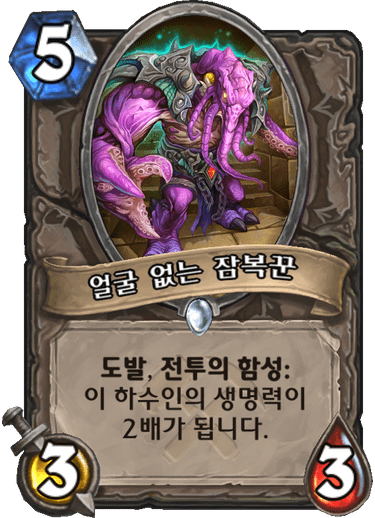 5
얼굴 없는 잠복꾼
도발, 전투의 함성:
이 하수인의 생명력이
2배가 됩니다.
3
3